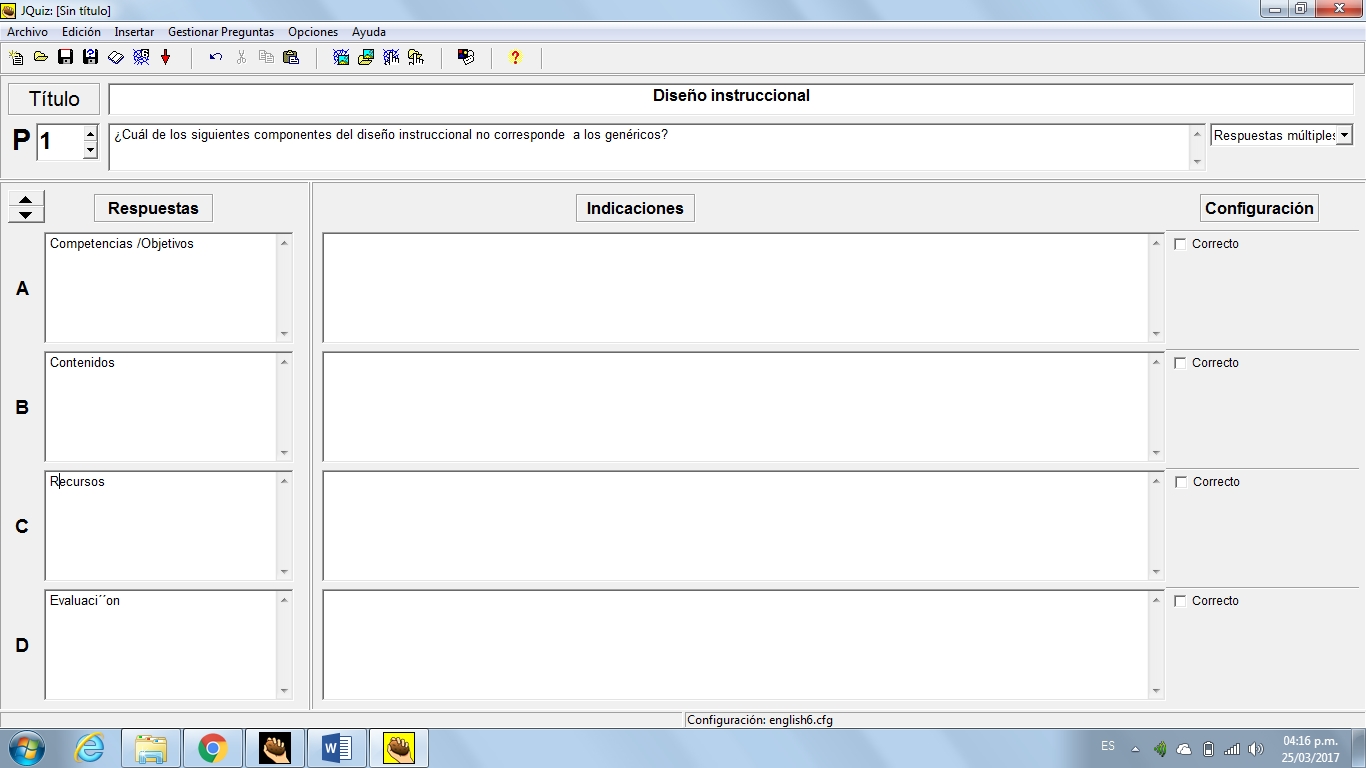 JQuiz: [Sin título]
Archivo Edición Insertar Gestionar Preguntas Opciones Ayuda
Título
Diseño instruccional
P 1
¿Cuál de los siguientes componentes del diseño instruccional no corresponde  a los genéricos?
Respuestas múltiples
Respuestas
Indicaciones
Configuración
A
Competencias /Objetivos
Correcto
B
Contenidos
Correcto
C
Recursos
Correcto
D
Evaluaci´´on
Correcto
Configuración: english6.cfg
ES
04:16 p.m.
25/03/2017